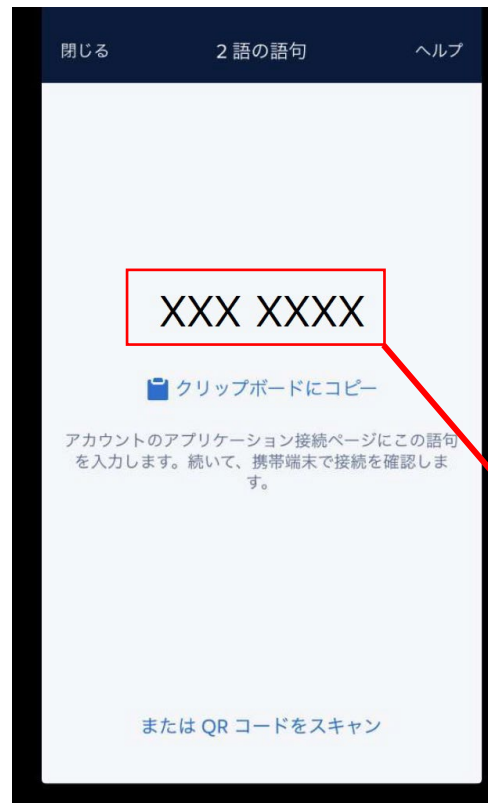 閉じる 2 語の語句 ヘルプ
XXX XXXX
クリップボードにコピー
アカウントのアプリケーション接続ページにこの語句
を入力します。続いて、携帯端末で接続を確認しま
す。
または QR コードをスキャン